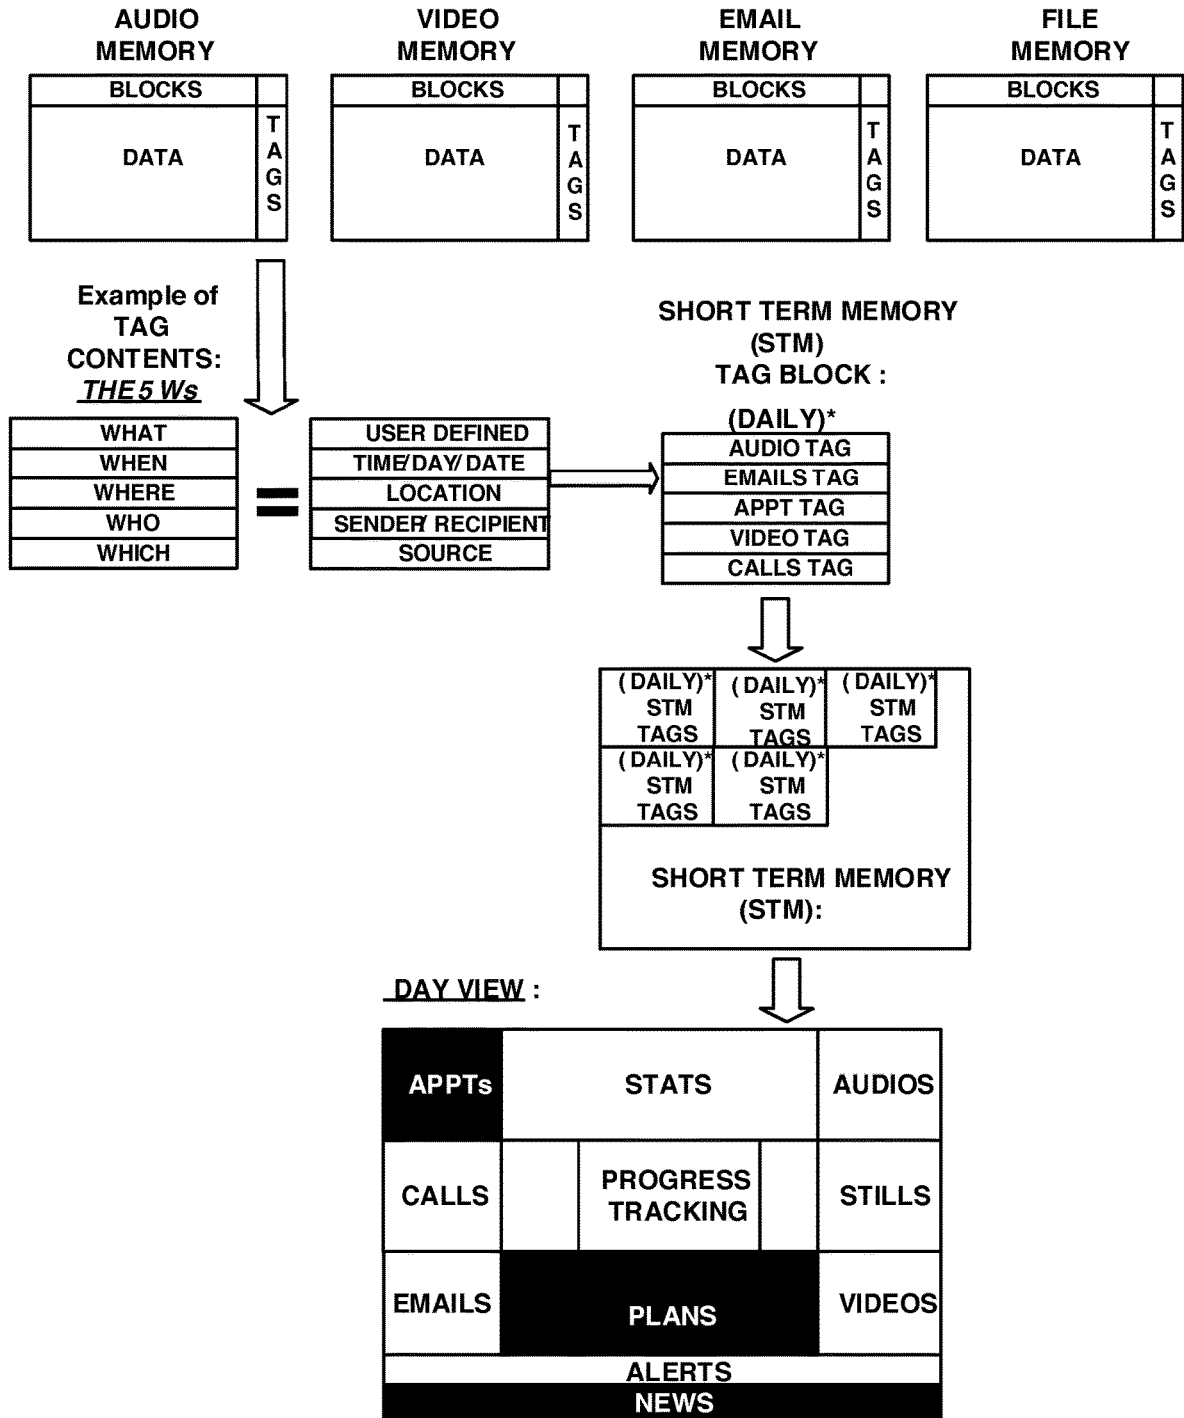 AUDIO
MEMORY
VIDEO
MEMORY
EMAIL
MEMORY
FILE
MEMORY
BLOCKS
DATA
TAGS
BLOCKS
DATA
TAGS
BLOCKS
DATA
TAGS
BLOCKS
DATA
TAGS
Example of
TAG
CONTENTS:
THE 5 Ws
WHAT
WHEN
WHERE
WHO
WHICH
=
USER DEFINED
TIME/DAY/DATE
LOCATION
SENDER/ RECIPIENT
SOURCE
SHORT TERM MEMORY
(STM)
TAG BLOCK :
(DAILY)*
AUDIO TAG
EMAILS TAG
APPT TAG
VIDEO TAG
CALLS TAG
(DAILY)*
STM
TAGS
(DAILY)*
STM
TAGS
(DAILY)*
STM
TAGS
(DAILY)*
STM
TAGS
(DAILY)*
STM
TAGS
SHORT TERM MEMORY
(STM):
DAY VIEW :
APPTs
STATS
AUDIOS
CALLS
PROGRESS
TRACKING
STILLS
EMAILS
PLANS
VIDEOS
ALERTS
NEWS